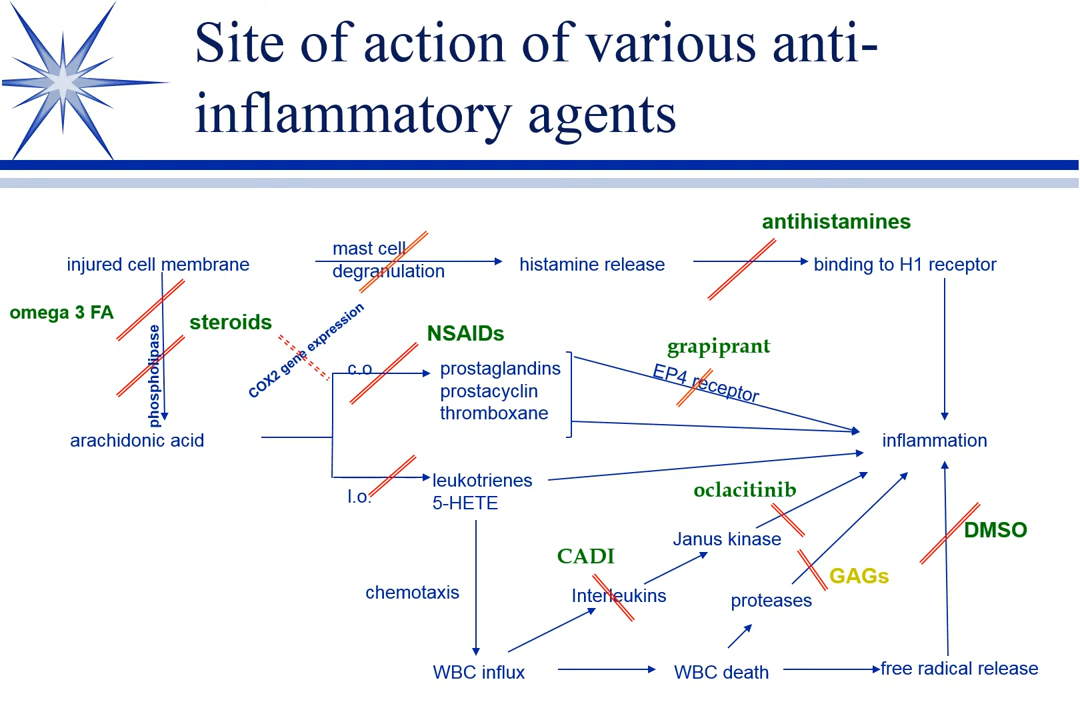 Site of action of various anti-
inflammatory agents
antihistamines
mast cell
degranulation
injured cell membrane
histamine release
binding to H1 receptor
omega 3 FA
steroids
phospholipase
COX2 gene expression
NSAIDs
c.o
prostaglandins
prostacyclin
thromboxane
grapiprant
EP4 receptor
arachidonic acid
inflammation
l.o.
leukotrienes
5-HETE
oclacitinib
Janus kinase
DMSO
CADI
GAGs
chemotaxis
Interleukins
proteases
WBC influx
WBC death
free radical release